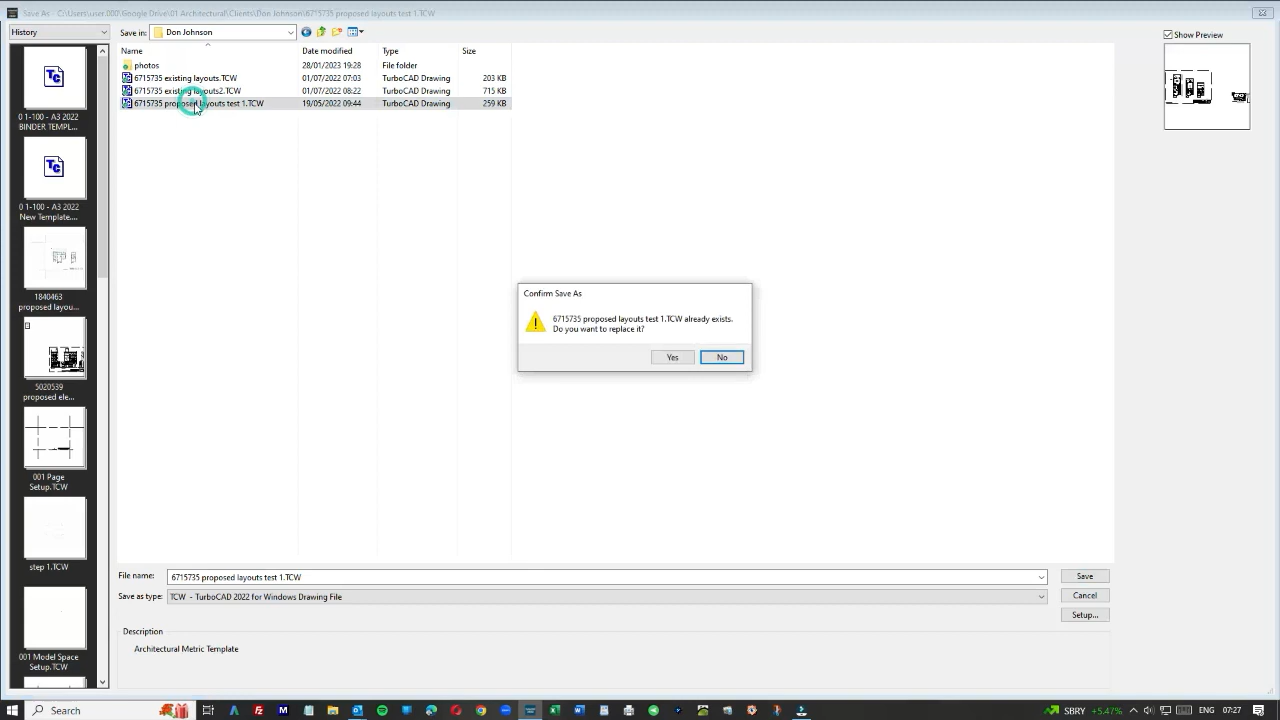 Save As - C:\Users\user.000\Google Drive\01 Architectural\Clients\Don Johnson\6715735 proposed layouts test 1.TCW
History
Save in:
Don Johnson
Show Preview
Name
Date modified
Type
Size
photos
28/01/2023 19:28
File folder
6715735 existing layouts.TCW
01/07/2022 07:03
TurboCAD Drawing
203 KB
6715735 existing layouts2.TCW
01/07/2022 08:22
TurboCAD Drawing
715 KB
6715735 proposed layouts test 1.TCW
19/05/2022 09:44
TurboCAD Drawing
259 KB
0 1-100 - A3 2022
BINDER TEMPL...
0 1-100 - A3 2022
New Template....
1840463
proposed layou...
5020539
proposed ele...
001 Page
Setup.TCW
step 1.TCW
001 Model Space
Setup.TCW
Confirm Save As
6715735 proposed layouts test 1.TCW already exists.
Do you want to replace it?
Yes
No
File name:
6715735 proposed layouts test 1.TCW
Save
Save as type:
TCW - TurboCAD 2022 for Windows Drawing File
Cancel
Setup...
Description
Architectural Metric Template
Search
SBRY +5.47%
ENG
07:27